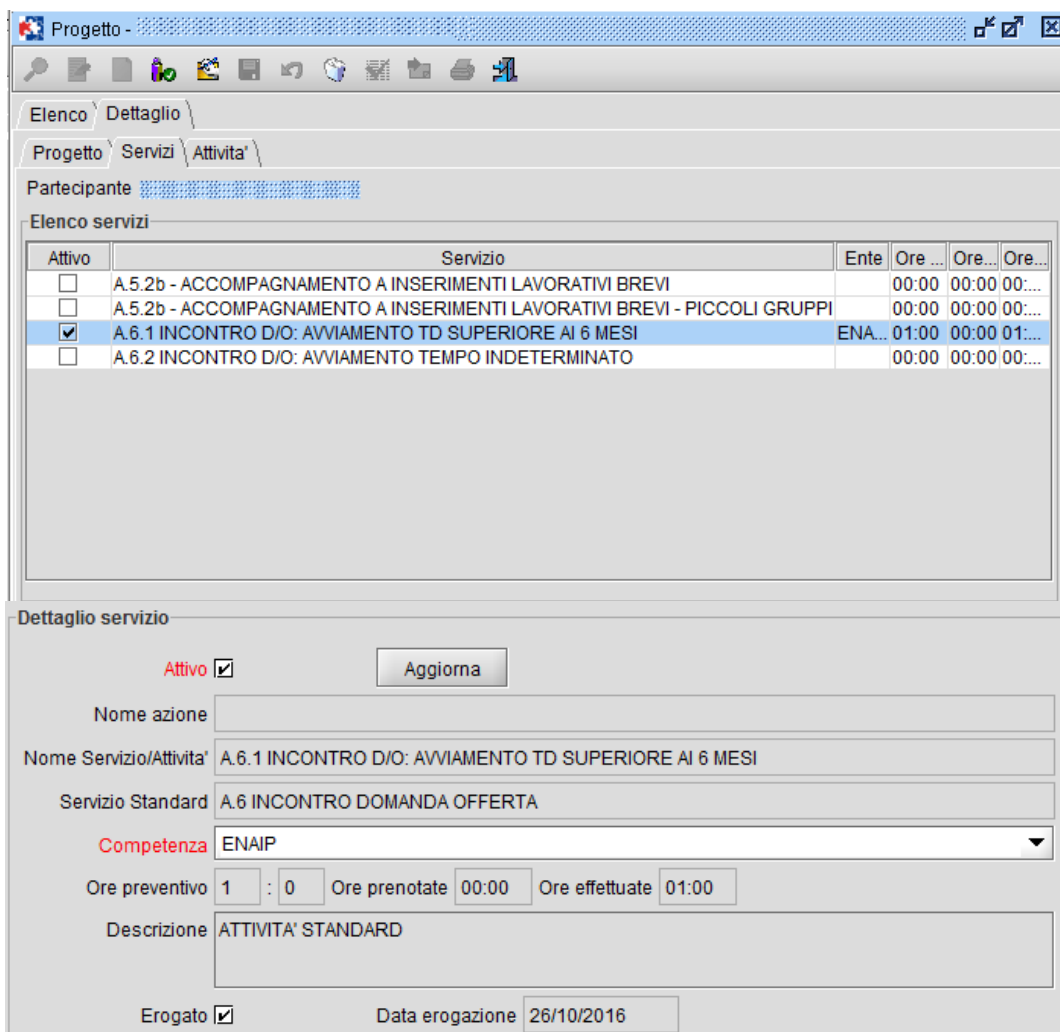 Progetto -
Elenco Dettaglio
Progetto Servizi Attivita'
Partecipante
Elenco servizi
Attivo Servizio Ente Ore ... Ore... Ore...
A.5.2b - ACCOMPAGNAMENTO A INSERIMENTI LAVORATIVI BREVI 00:00 00:00 00:...
A.5.2b - ACCOMPAGNAMENTO A INSERIMENTI LAVORATIVI BREVI - PICCOLI GRUPPI 00:00 00:00 00:...
A.6.1 INCONTRO D/O: AVVIAMENTO TD SUPERIORE AI 6 MESI ENA... 01:00 00:00 01:...
A.6.2 INCONTRO D/O: AVVIAMENTO TEMPO INDETERMINATO 00:00 00:00 00:...
Dettaglio servizio
Attivo Aggiorna
Nome azione
Nome Servizio/Attivita' A.6.1 INCONTRO D/O: AVVIAMENTO TD SUPERIORE AI 6 MESI
Servizio Standard A.6 INCONTRO DOMANDA OFFERTA
Competenza ENAIP
Ore preventivo 1 : 0 Ore prenotate 00:00 Ore effettuate 01:00
Descrizione ATTIVITA' STANDARD
Erogato Data erogazione 26/10/2016